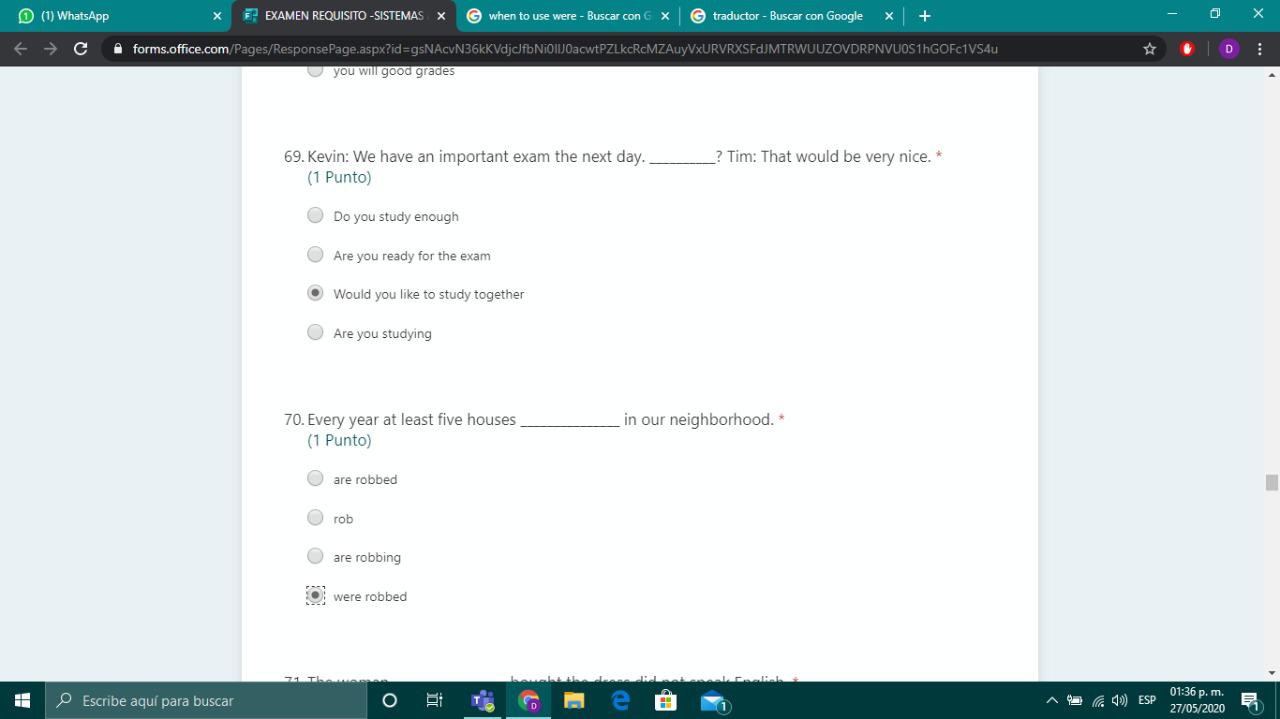 (1) WhatsApp
EXAMEN REQUISITO -SISTEMAS
when to use were - Buscar con G
traductor - Buscar con Google
forms.office.com/Pages/ResponsePage.aspx?id=gsNAcvN36kKVdjcJfbNi0lIJ0acwtPZLkcRcMZAuyVxURVRXSFdJMTRWUUZOVDRPNVU0S1hGOFc1VS4u
D
you will good grades
69. Kevin: We have an important exam the next day. __________? Tim: That would be very nice. *
(1 Punto)
Do you study enough
Are you ready for the exam
Would you like to study together
Are you studying
70. Every year at least five houses _______________ in our neighborhood. *
(1 Punto)
are robbed
rob
are robbing
were robbed
71. The woman __________________ bought the dress did not speak English. *
Escribe aquí para buscar
ESP
01:36 p. m.
27/05/2020